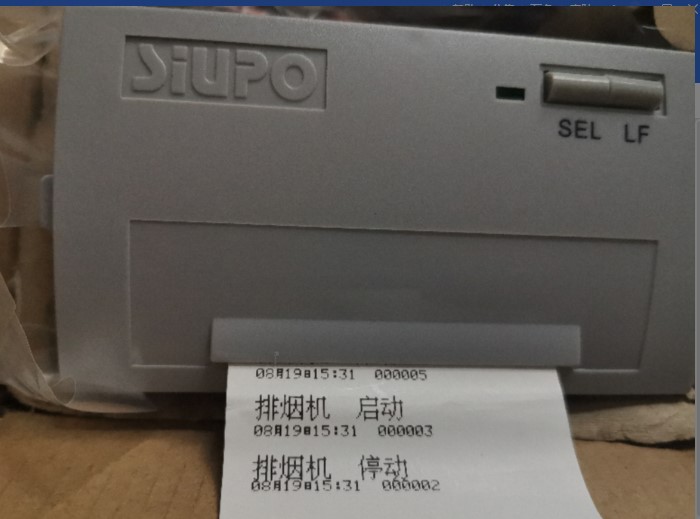 SiUPO
SEL LF
08月19日15:31 000005
排烟机 启动
08月19日15:31 000003
排烟机 停动
08月19日15:31 000002